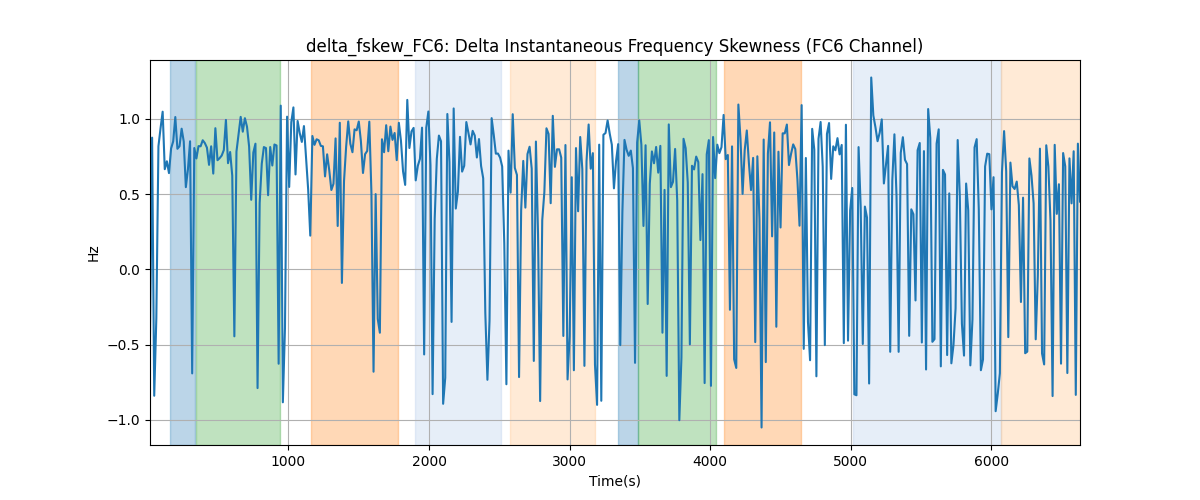 delta_fskew_FC6: Delta Instantaneous Frequency Skewness (FC6 Channel)
1.0
0.5
0.0
−0.5
−1.0
Hz
1000 2000 3000 4000 5000 6000
Time(s)